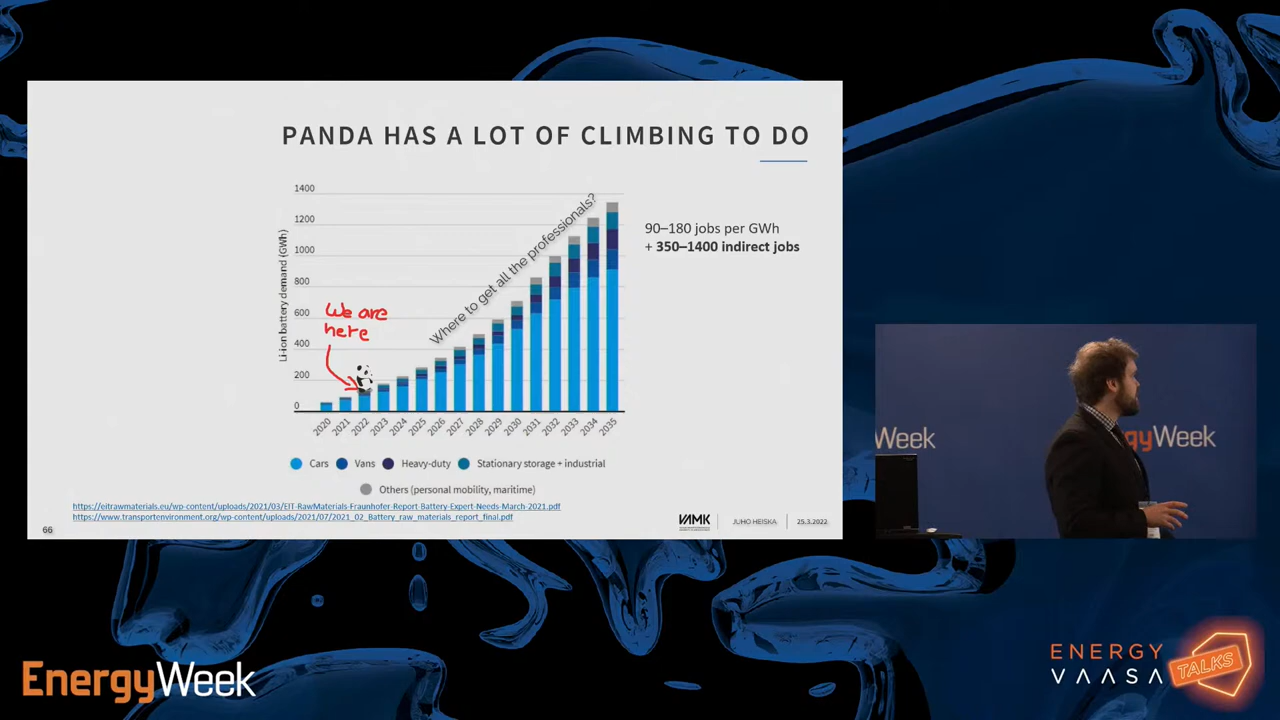 PANDA HAS A LOT OF CLIMBING TO DO
1400
1200
1000
800
600
400
200
0
Li-ion battery demand (GWh)
We are
here
Where to get all the professionals?
90–180 jobs per GWh
+ 350–1400 indirect jobs
2020 2021 2022 2023 2024 2025 2026 2027 2028 2029 2030 2031 2032 2033 2034 2035
Cars Vans Heavy-duty Stationary storage + industrial
Others (personal mobility, maritime)
https://eitrawmaterials.eu/wp-content/uploads/2021/03/EIT-RawMaterials-Fraunhofer-Report-Battery-Expert-Needs-March-2021.pdf
https://www.transportenvironment.org/wp-content/uploads/2021/07/2021_02_Battery_raw_materials_report_final.pdf
66
VAMK JUHO HEISKA 25.3.2022
Week
gyWeek
EnergyWeek
ENERGY
VAASA
TALKS